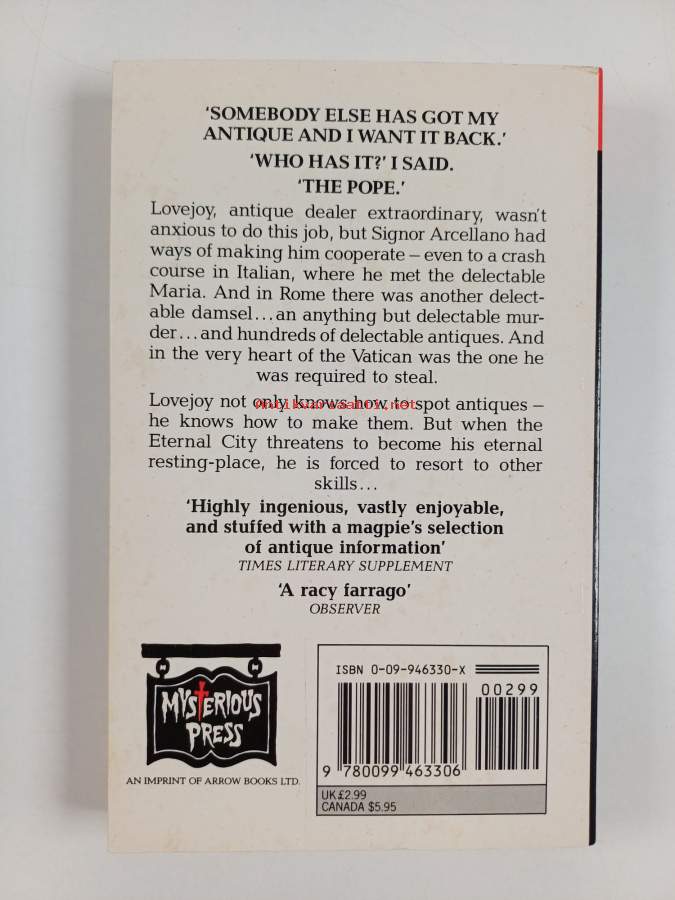 'SOMEBODY ELSE HAS GOT MY
ANTIQUE AND I WANT IT BACK.'
'WHO HAS IT?' I SAID.
'THE POPE.'
Lovejoy, antique dealer extraordinary, wasn't
anxious to do this job, but Signor Arcellano had
ways of making him cooperate – even to a crash
course in Italian, where he met the delectable
Maria. And in Rome there was another delect-
able damsel...an anything but delectable mur-
der...and hundreds of delectable antiques. And
in the very heart of the Vatican was the one he
was required to steal.
Lovejoy not only knows how to spot antiques –
antikvariaatti.net
he knows how to make them. But when the
Eternal City threatens to become his eternal
resting-place, he is forced to resort to other
skills...
'Highly ingenious, vastly enjoyable,
and stuffed with a magpie's selection
of antique information'
TIMES LITERARY SUPPLEMENT
'A racy farrago'
OBSERVER
MYSTERIOUS
PRESS
AN IMPRINT OF ARROW BOOKS LTD.
ISBN 0-09-946330-X
00299
9 780099 463306
UK £2.99
CANADA $5.95